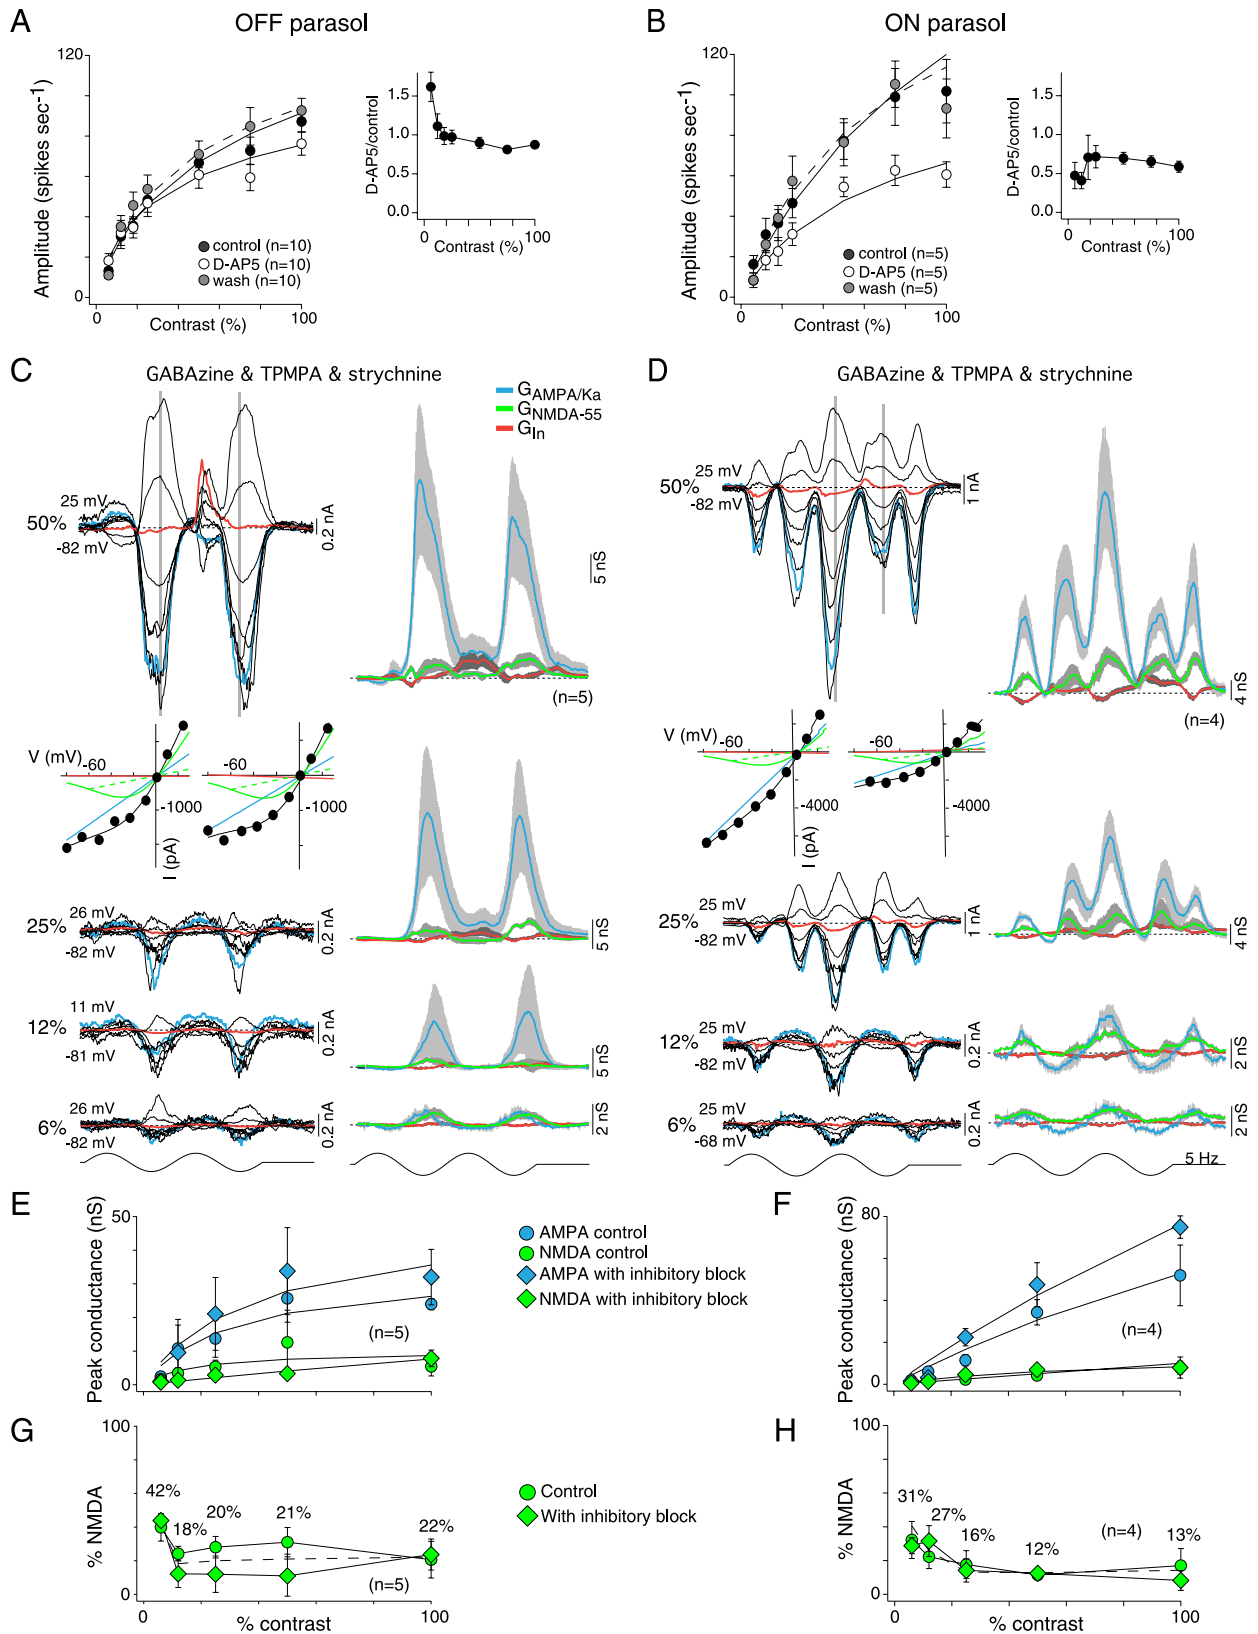 A
OFF parasol
120
Amplitude (spikes sec-1)
0
control (n=10)
D-AP5 (n=10)
wash (n=10)
0
100
Contrast (%)
D-AP5/control
1.5
1.0
0.5
0.0
0
100
Contrast (%)
B
ON parasol
120
Amplitude (spikes sec-1)
0
control (n=5)
D-AP5 (n=5)
wash (n=5)
0
100
Contrast (%)
D-AP5/control
1.5
1.0
0.5
0.0
0
100
Contrast (%)
C
GABAzine & TPMPA & strychnine
GAMPA/Ka
GNMDA-55
GIn
25 mV
50%
-82 mV
0.2 nA
5 nS
(n=5)
V (mV)
-60
-1000
I (pA)
-60
-1000
26 mV
25%
-82 mV
0.2 nA
5 nS
11 mV
12%
-81 mV
0.2 nA
5 nS
26 mV
6%
-82 mV
0.2 nA
2 nS
D
GABAzine & TPMPA & strychnine
25 mV
50%
-82 mV
1 nA
4 nS
(n=4)
V (mV)
-60
-4000
I (pA)
-60
-4000
25 mV
25%
-82 mV
1 nA
4 nS
25 mV
12%
-82 mV
0.2 nA
2 nS
25 mV
6%
-68 mV
0.2 nA
2 nS
5 Hz
E
50
Peak conductance (nS)
0
(n=5)
AMPA control
NMDA control
AMPA with inhibitory block
NMDA with inhibitory block
F
80
Peak conductance (nS)
0
(n=4)
G
100
% NMDA
0
42%
18%
20%
21%
22%
(n=5)
0
100
% contrast
Control
With inhibitory block
H
100
% NMDA
0
31%
27%
16%
12%
13%
(n=4)
0
100
% contrast